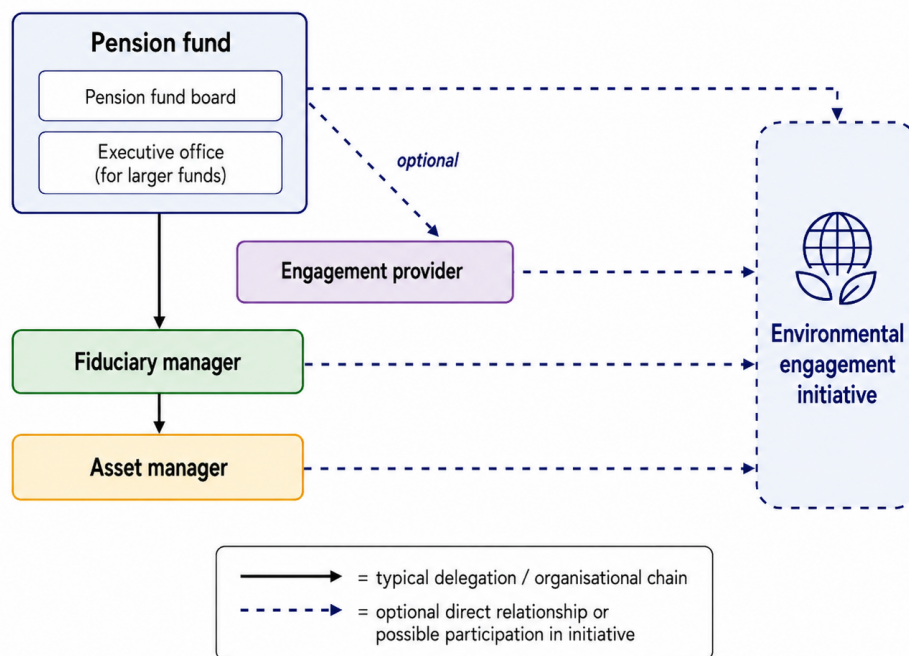 Pension fund
Pension fund board
Executive office
(for larger funds)
optional
Engagement provider
Fiduciary manager
Asset manager
Environmental
engagement
initiative
= typical delegation / organisational chain
= optional direct relationship or
possible participation in initiative